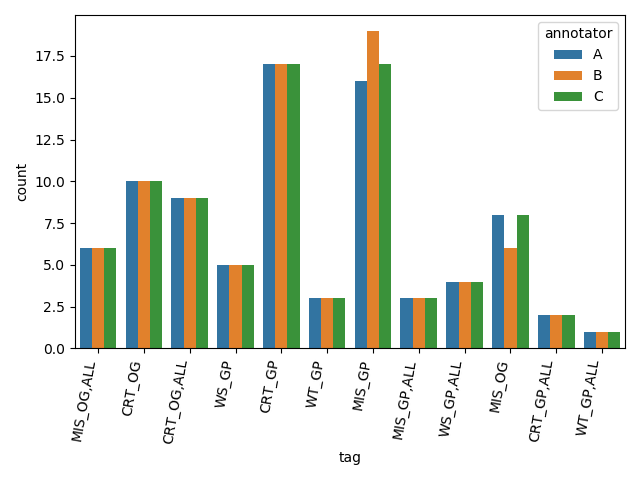 annotator
A
B
C
count
17.5
15.0
12.5
10.0
7.5
5.0
2.5
0.0
MIS_OG,ALL
CRT_OG
CRT_OG,ALL
WS_GP
CRT_GP
WT_GP
MIS_GP
MIS_GP,ALL
WS_GP,ALL
MIS_OG
CRT_GP,ALL
WT_GP,ALL
tag